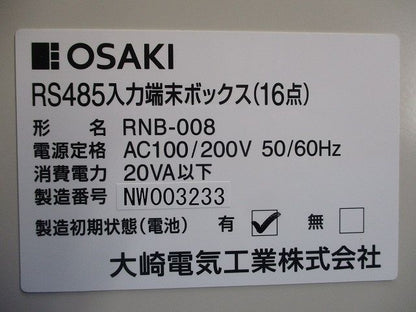 OSAKI
RS485入力端末ボックス(16点)
形 名 RNB-008
電源定格 AC100/200V 50/60Hz
消費電力 20VA以下
製造番号 NW003233
製造初期状態(電池) 有 ☑ 無 ☐
大崎電気工業株式会社